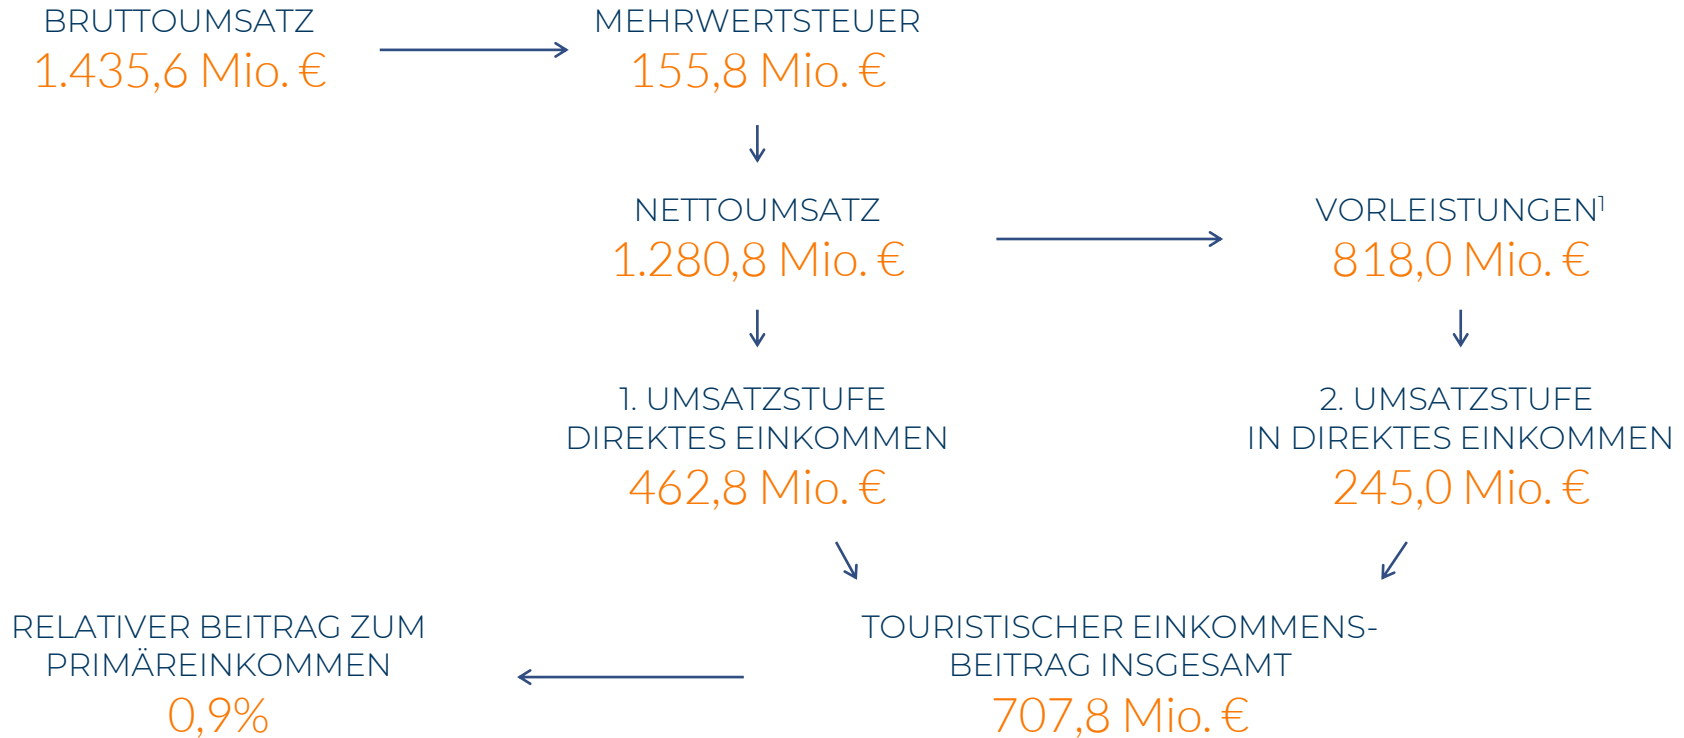 BRUTTOUMSATZ
1.435,6 Mio. €
MEHRWERTSTEUER
155,8 Mio. €
NETTOUMSATZ
1.280,8 Mio. €
VORLEISTUNGEN¹
818,0 Mio. €
1. UMSATZSTUFE
DIREKTES EINKOMMEN
462,8 Mio. €
2. UMSATZSTUFE
IN DIREKTES EINKOMMEN
245,0 Mio. €
RELATIVER BEITRAG ZUM
PRIMÄREINKOMMEN
0,9%
TOURISTISCHER EINKOMMENS-
BEITRAG INSGESAMT
707,8 Mio. €